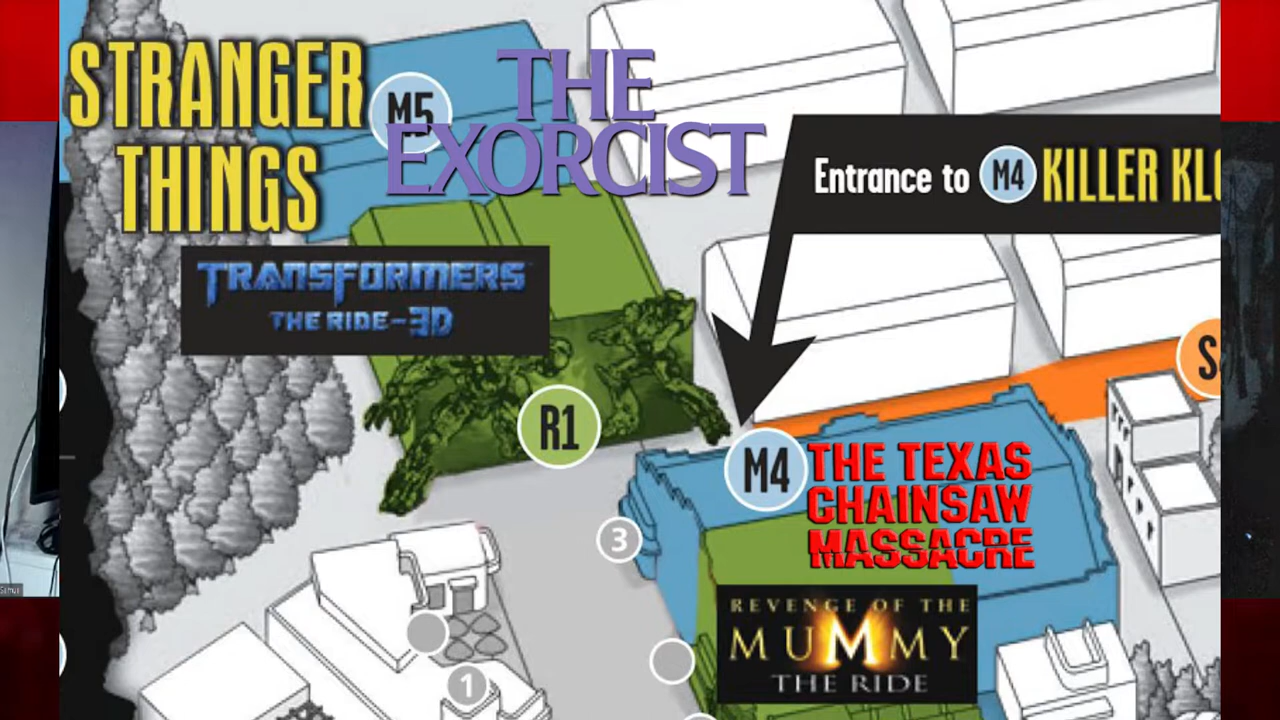 STRANGER
THINGS
M5
THE
EXORCIST
Entrance to M4 KILLER KLO
TRANSFORMERS
THE RIDE-3D
R1
M4
THE TEXAS
CHAINSAW
MASSACRE
3
REVENGE OF THE
MUMMY
THE RIDE
1